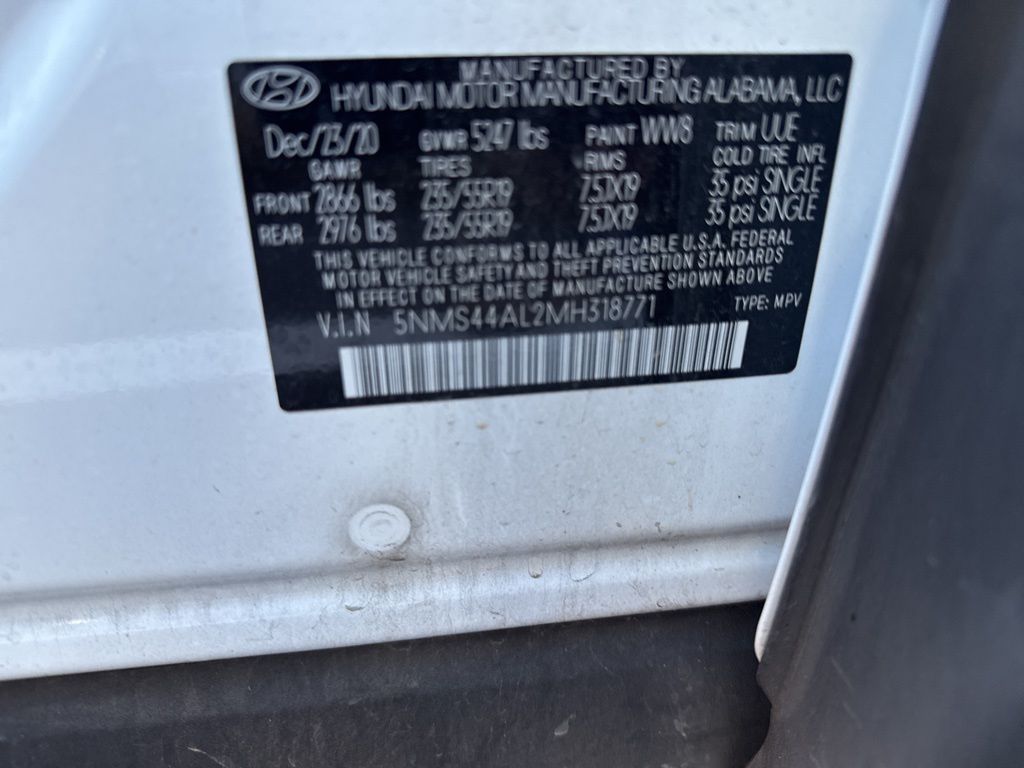 MANUFACTURED BY
HYUNDAI MOTOR MANUFACTURING ALABAMA, LLC
Dec/23/20 GVWR 5247 lbs PAINT WW8 TRIM UUE
GAWR TIRES RIMS COLD TIRE INFL
FRONT 2866 lbs 235/55R19 7.5JX19 35 psi SINGLE
REAR 2976 lbs 235/55R19 7.5JX19 35 psi SINGLE
THIS VEHICLE CONFORMS TO ALL APPLICABLE U.S.A. FEDERAL
MOTOR VEHICLE SAFETY AND THEFT PREVENTION STANDARDS
IN EFFECT ON THE DATE OF MANUFACTURE SHOWN ABOVE
V.I.N 5NMS44AL2MH318771 TYPE: MPV